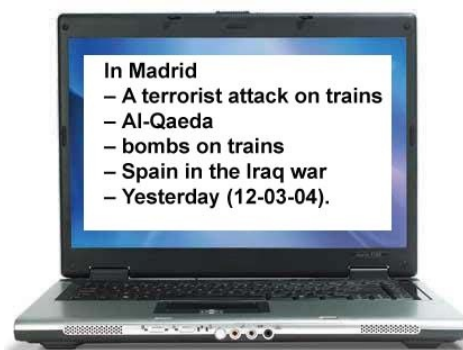 In Madrid
– A terrorist attack on trains
– Al-Qaeda
– bombs on trains
– Spain in the Iraq war
– Yesterday (12-03-04).